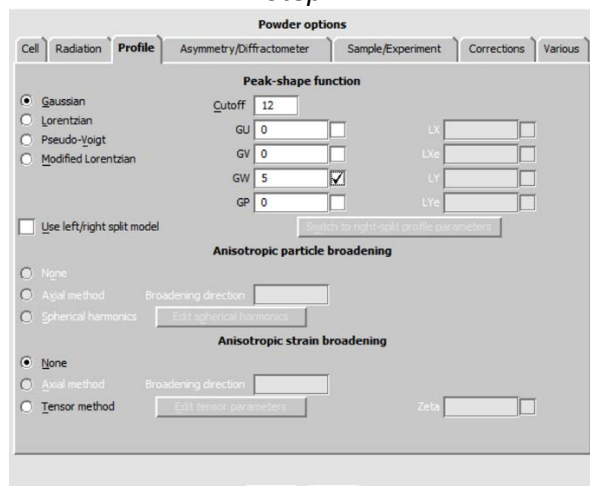 Step
Powder options
Cell Radiation Profile Asymmetry/Diffractometer Sample/Experiment Corrections Various
Peak-shape function
Gaussian Cutoff 12
Lorentzian GU 0 LX
Pseudo-Voigt GV 0 LXe
Modified Lorentzian GW 5 LY
GP 0 LYe
Use left/right split model Switch to right-split profile parameters
Anisotropic particle broadening
None
Axial method Broadening direction
Spherical harmonics Edit spherical harmonics
Anisotropic strain broadening
None
Axial method Broadening direction
Tensor method Edit tensor parameters Zeta